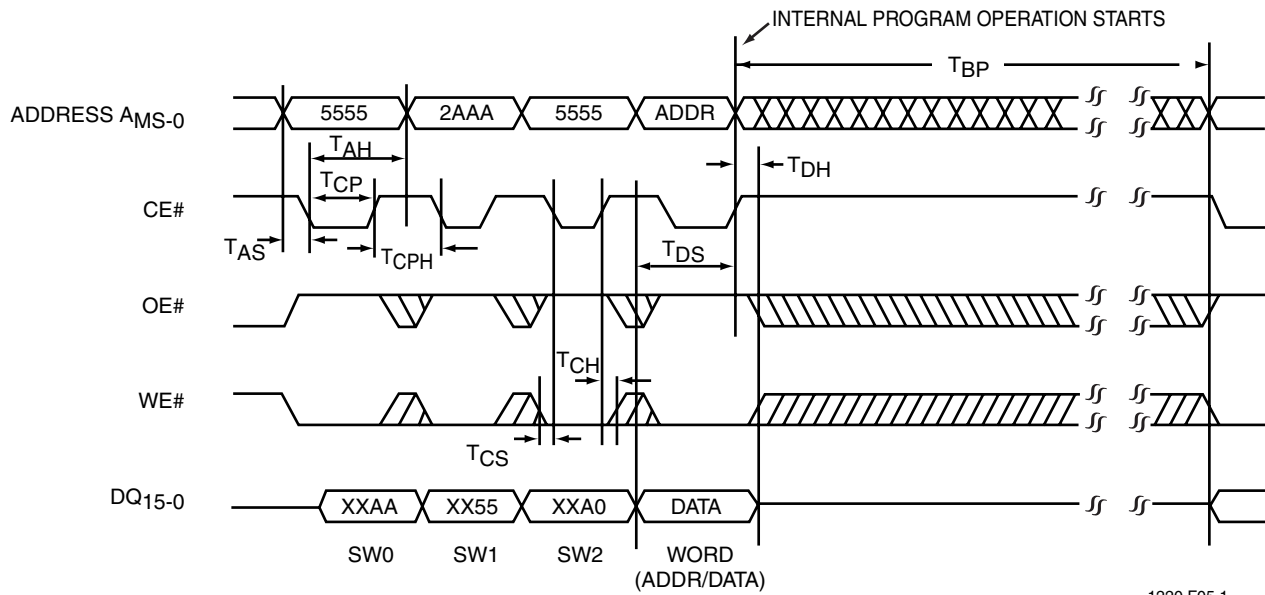 INTERNAL PROGRAM OPERATION STARTS
TBP
ADDRESS AMS-0
5555
2AAA
5555
ADDR
TAH
TDH
TCP
CE#
TAS
TCPH
TDS
OE#
TCH
WE#
TCS
DQ15-0
XXAA
XX55
XXA0
DATA
SW0
SW1
SW2
WORD
(ADDR/DATA)